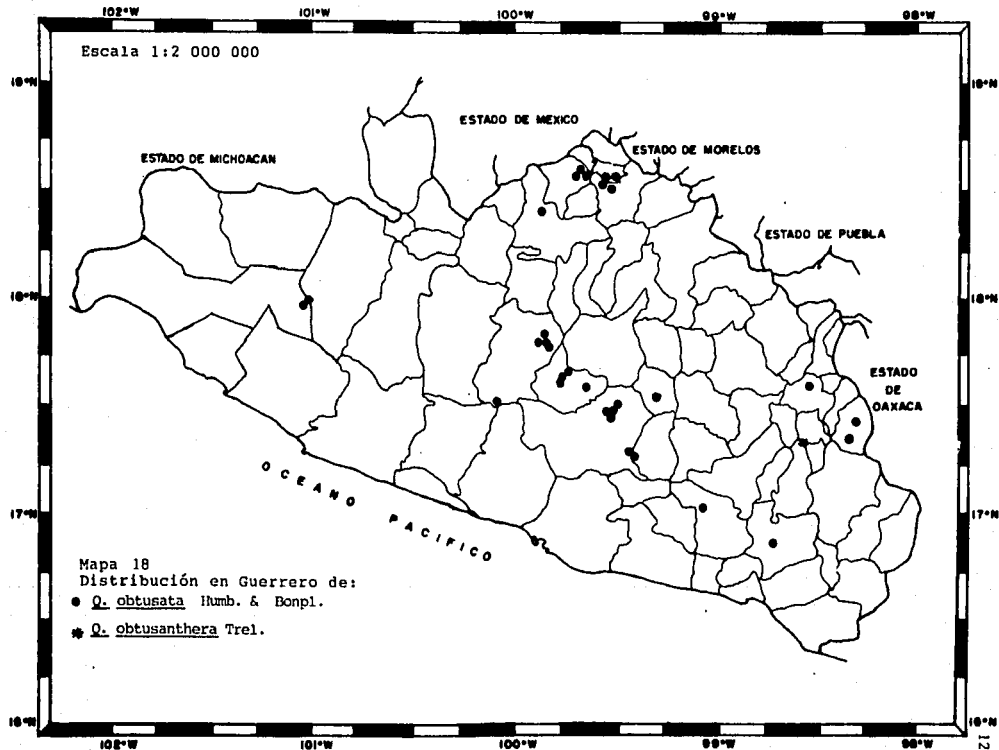 102°W 101°W 100°W 99°W 98°W
Escala 1:2 000 000
19°N 19°N
ESTADO DE MEXICO
ESTADO DE MORELOS
ESTADO DE MICHOACAN
ESTADO DE PUEBLA
18°N 18°N
ESTADO
DE
OAXACA
OCEANO PACIFICO
17°N 17°N
Mapa 18
Distribución en Guerrero de:
● Q. obtusata Humb. & Bonpl.
* Q. obtusanthera Trel.
16°N 16°N
102°W 101°W 100°W 99°W 98°W